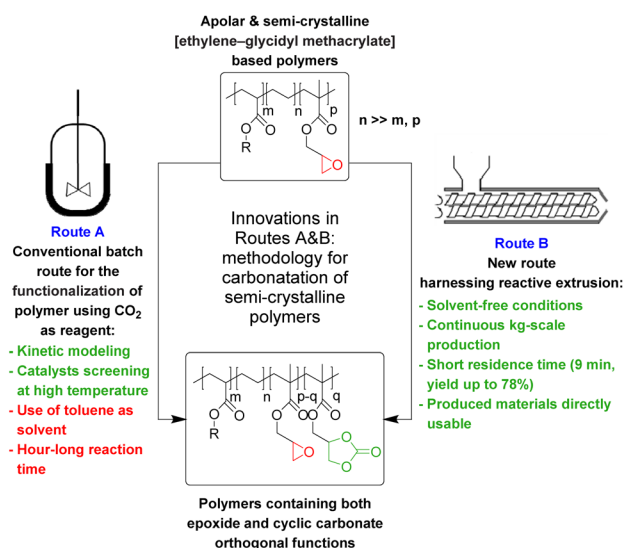 Apolar & semi-crystalline
[ethylene–glycidyl methacrylate]
based polymers
m
n
p
O
O
O
O
R
O
n >> m, p
Route A
Conventional batch
route for the
functionalization of
polymer using CO2
as reagent:
- Kinetic modeling
- Catalysts screening
at high temperature
- Use of toluene as
solvent
- Hour-long reaction
time
Innovations in
Routes A&B:
methodology for
carbonatation of
semi-crystalline
polymers
Route B
New route
harnessing reactive extrusion:
- Solvent-free conditions
- Continuous kg-scale
production
- Short residence time (9 min,
yield up to 78%)
- Produced materials directly
usable
m
n
p-q
q
O
O
O
O
O
O
R
O
O
O
O
Polymers containing both
epoxide and cyclic carbonate
orthogonal functions